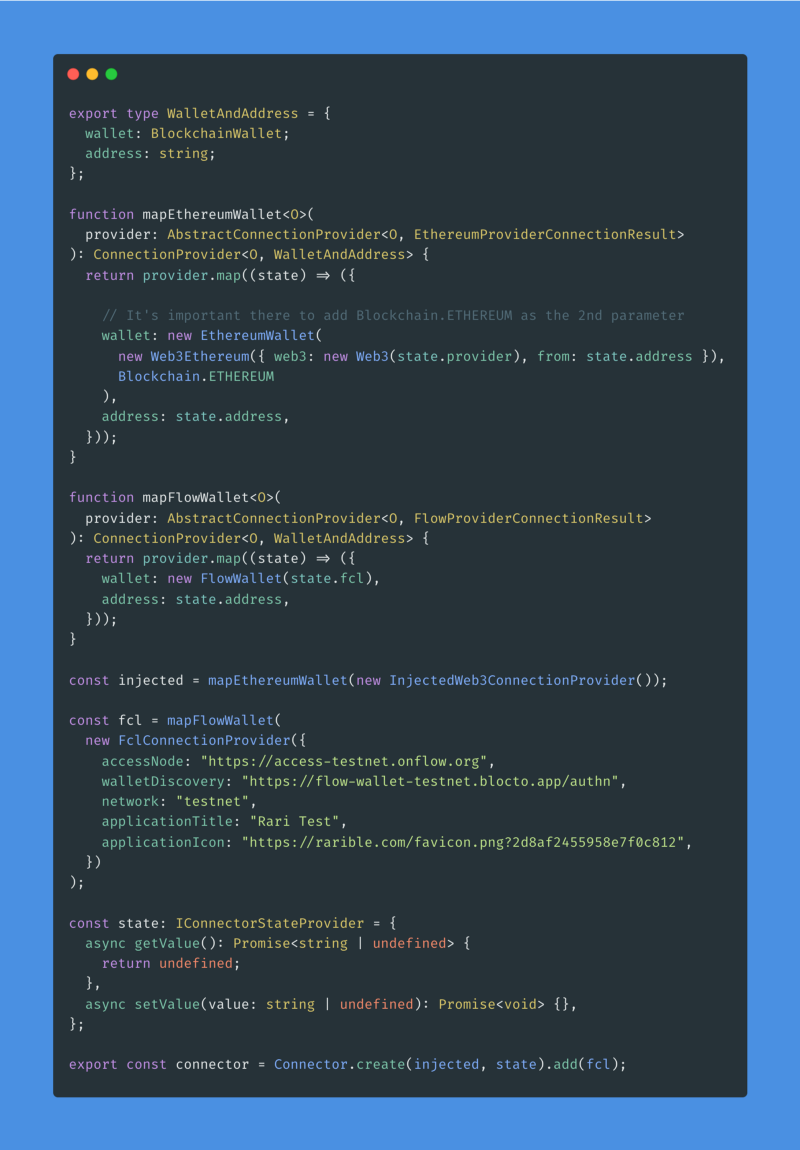 export type WalletAndAddress = {
  wallet: BlockchainWallet;
  address: string;
};

function mapEthereumWallet<O>(
  provider: AbstractConnectionProvider<O, EthereumProviderConnectionResult>
): ConnectionProvider<O, WalletAndAddress> {
  return provider.map((state) => ({

    // It's important there to add Blockchain.ETHEREUM as the 2nd parameter
    wallet: new EthereumWallet(
      new Web3Ethereum({ web3: new Web3(state.provider), from: state.address }),
      Blockchain.ETHEREUM
    ),
    address: state.address,
  }));
}

function mapFlowWallet<O>(
  provider: AbstractConnectionProvider<O, FlowProviderConnectionResult>
): ConnectionProvider<O, WalletAndAddress> {
  return provider.map((state) => ({
    wallet: new FlowWallet(state.fcl),
    address: state.address,
  }));
}

const injected = mapEthereumWallet(new InjectedWeb3ConnectionProvider());

const fcl = mapFlowWallet(
  new FclConnectionProvider({
    accessNode: "https://access-testnet.onflow.org",
    walletDiscovery: "https://flow-wallet-testnet.blocto.app/authn",
    network: "testnet",
    applicationTitle: "Rari Test",
    applicationIcon: "https://rarible.com/favicon.png?2d8af2455958e7f0c812",
  })
);

const state: IConnectorStateProvider = {
  async getValue(): Promise<string | undefined> {
    return undefined;
  },
  async setValue(value: string | undefined): Promise<void> {},
};

export const connector = Connector.create(injected, state).add(fcl);